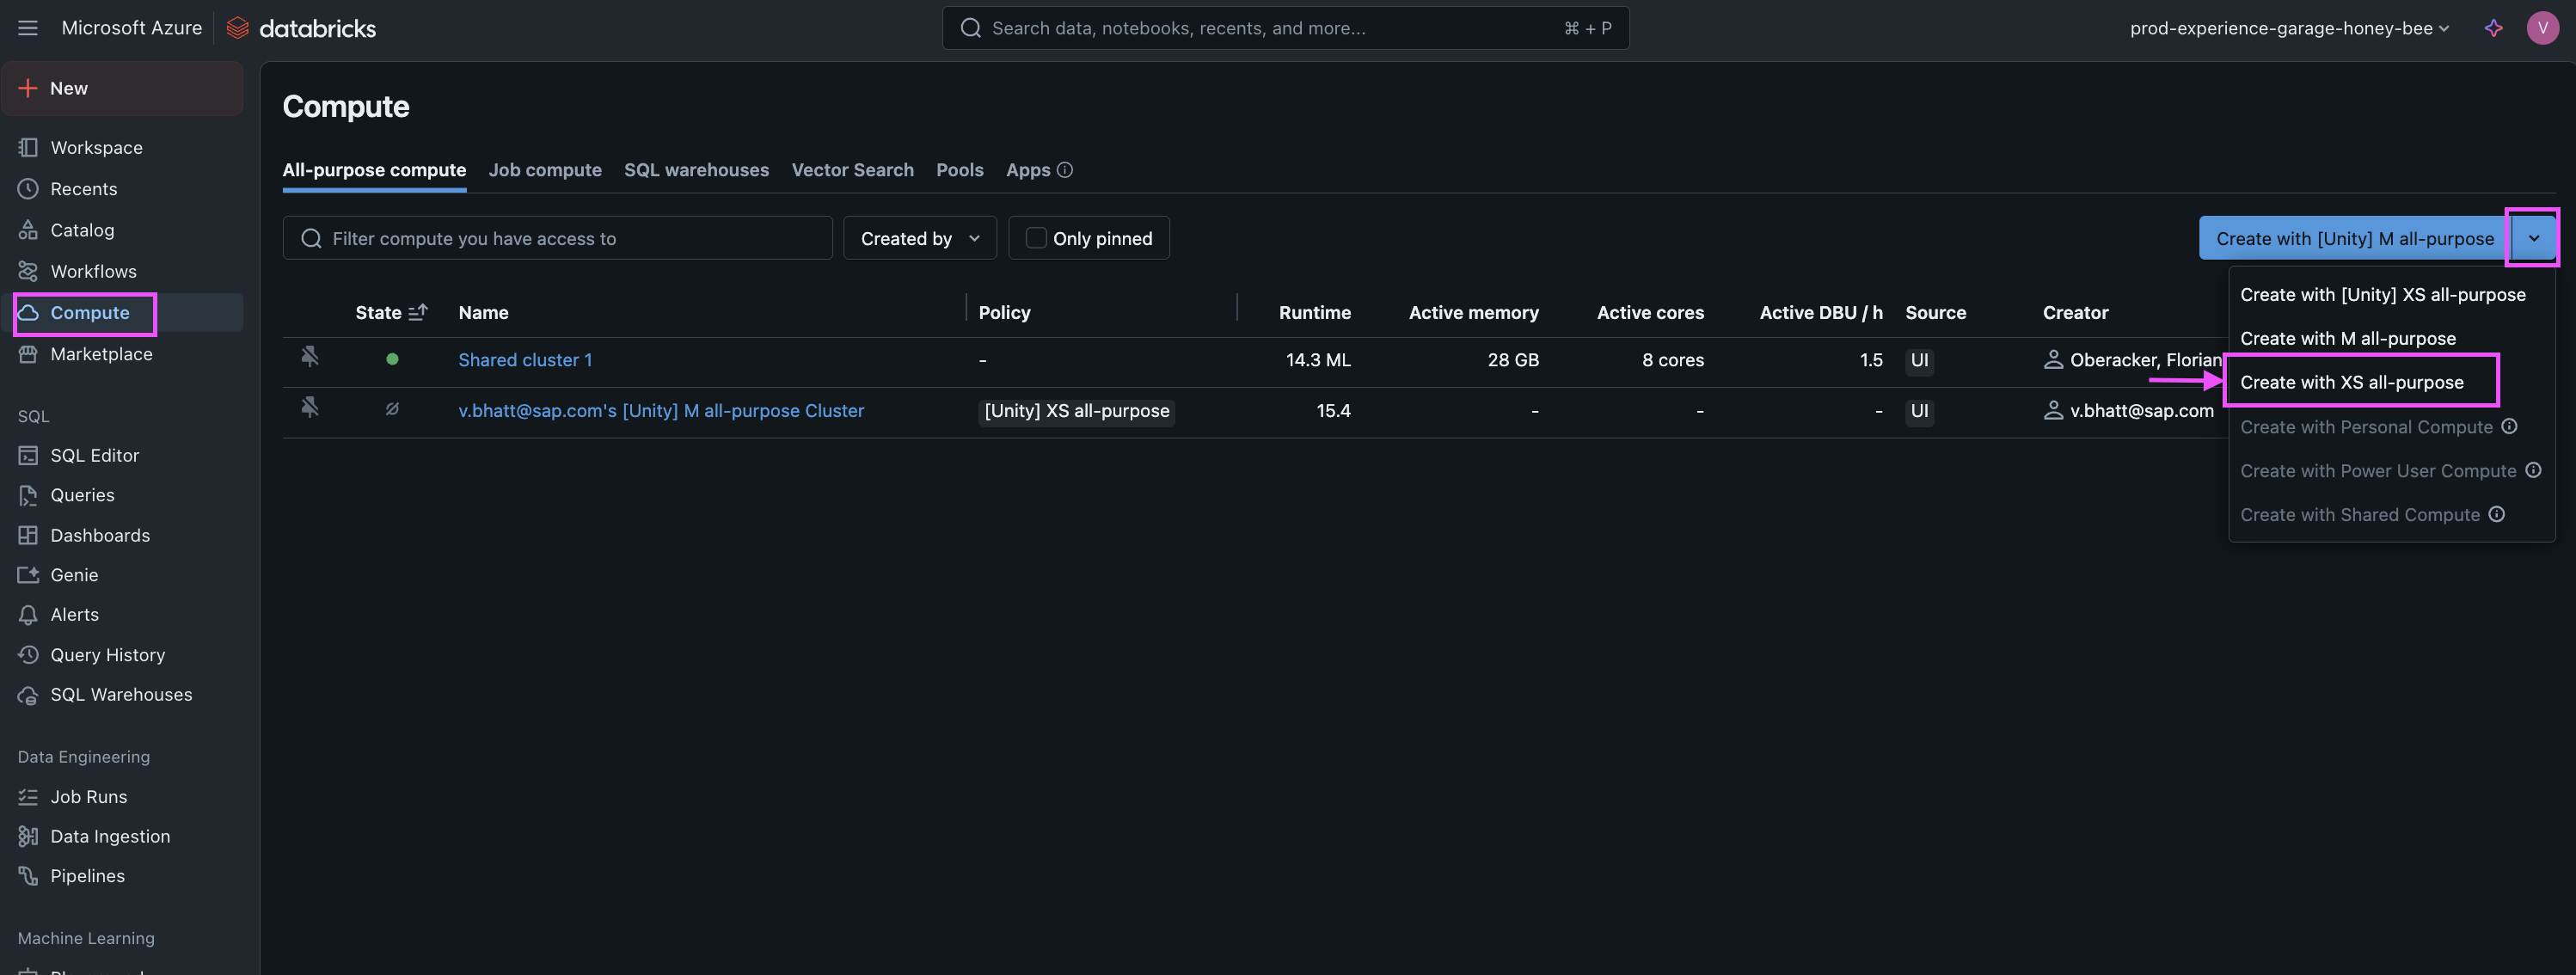 Microsoft Azure databricks Search data, notebooks, recents, and more... ⌘ + P prod-experience-garage-honey-bee V
New
Workspace
Recents
Catalog
Workflows
Compute
Marketplace
SQL
SQL Editor
Queries
Dashboards
Genie
Alerts
Query History
SQL Warehouses
Data Engineering
Job Runs
Data Ingestion
Pipelines
Machine Learning
Compute
All-purpose compute Job compute SQL warehouses Vector Search Pools Apps
Filter compute you have access to Created by Only pinned Create with [Unity] M all-purpose
State Name Policy Runtime Active memory Active cores Active DBU / h Source Creator
Shared cluster 1 - 14.3 ML 28 GB 8 cores 1.5 UI Oberacker, Florian
v.bhatt@sap.com's [Unity] M all-purpose Cluster [Unity] XS all-purpose 15.4 - - - UI v.bhatt@sap.com
Create with [Unity] XS all-purpose
Create with M all-purpose
Create with XS all-purpose
Create with Personal Compute
Create with Power User Compute
Create with Shared Compute